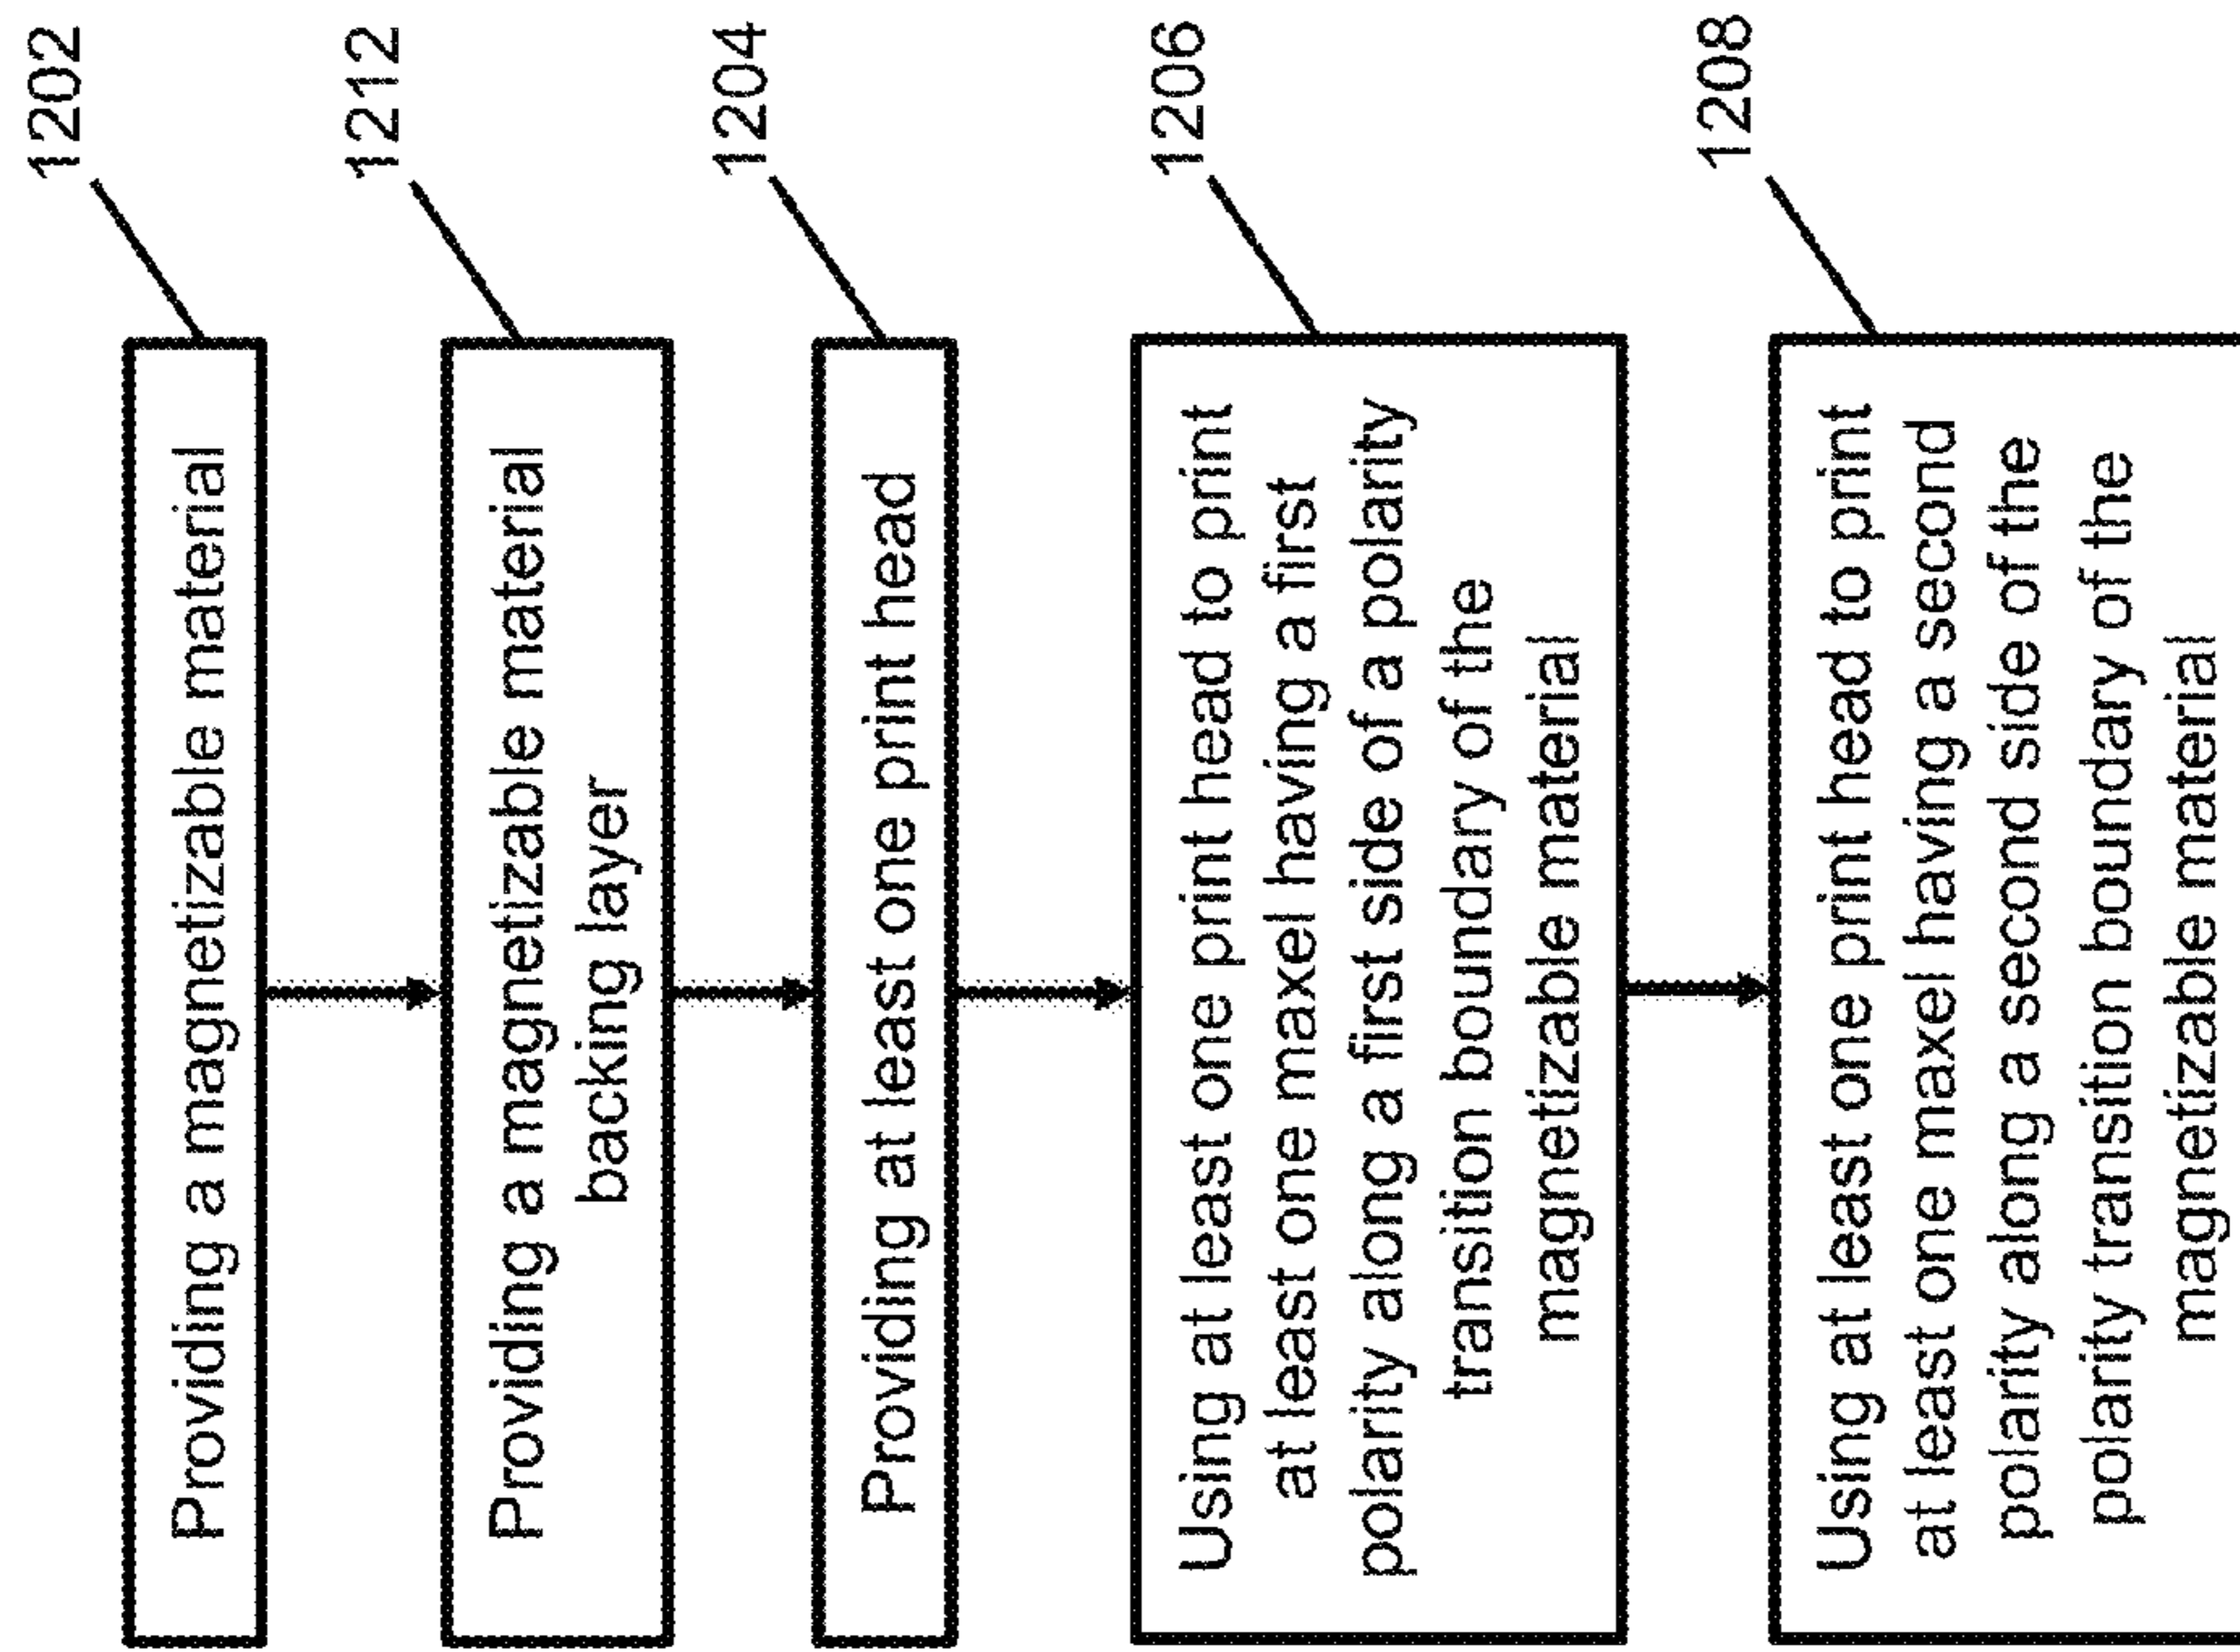 1202
Providing a magnetizable material
1212
Providing a magnetizable material
backing layer
1204
Providing at least one print head
1206
Using at least one print head to print
at least one maxel having a first
polarity along a first side of a polarity
transition boundary of the
magnetizable material
1208
Using at least one print head to print
at least one maxel having a second
polarity along a second side of the
polarity transition boundary of the
magnetizable material